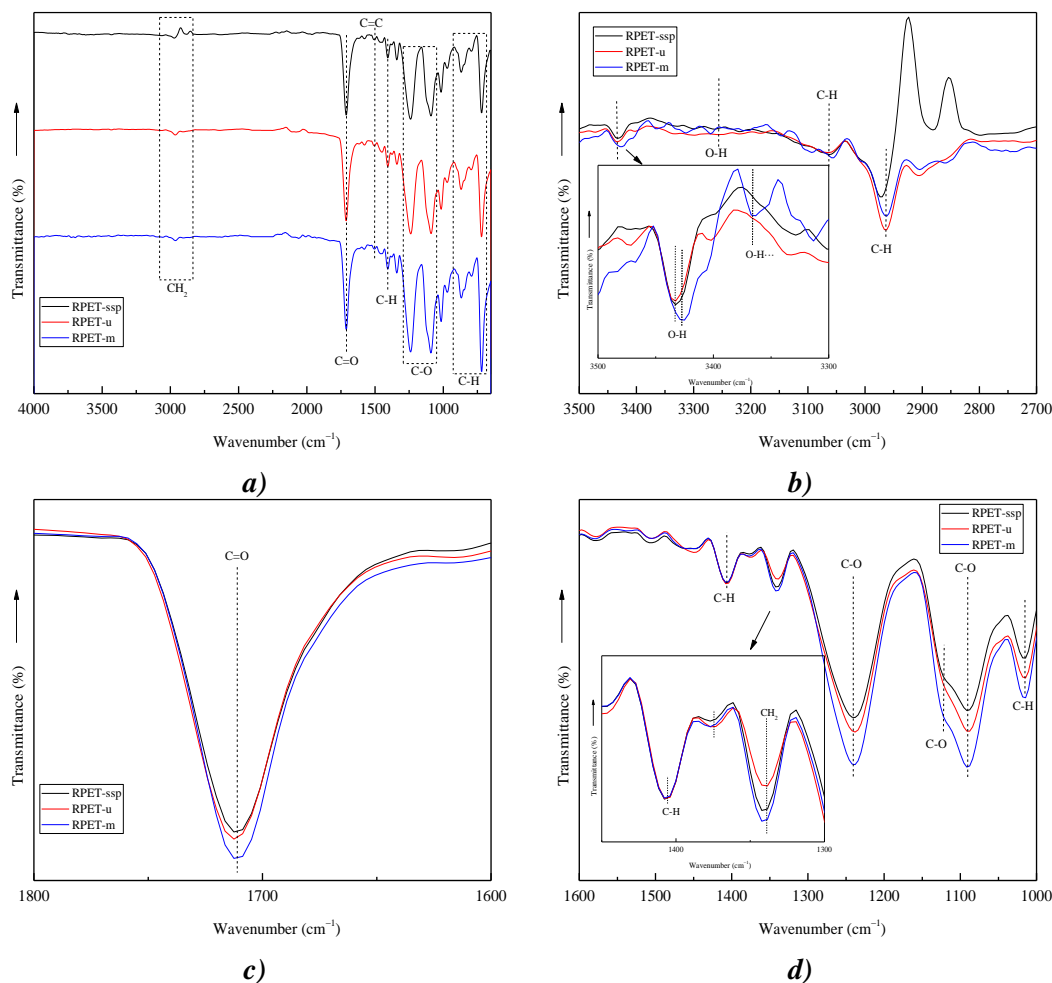 C=C
Transmittance (%)
CH2
RPET-ssp
RPET-u
RPET-m
C=O
C-H
C-O
C-H
4000 3500 3000 2500 2000 1500 1000
Wavenumber (cm−1)
a)
RPET-ssp
RPET-u
RPET-m
C-H
O-H
Transmittance (%)
Transmittance (%)
O-H···
O-H
3500 3400 3300
Wavenumber (cm−1)
C-H
3500 3400 3300 3200 3100 3000 2900 2800 2700
Wavenumber (cm−1)
b)
C=O
Transmittance (%)
RPET-ssp
RPET-u
RPET-m
1800 1700 1600
Wavenumber (cm−1)
c)
RPET-ssp
RPET-u
RPET-m
C-O
C-O
C-H
Transmittance (%)
CH2
Transmittance (%)
C-H
C-H
C-O
1400 1300
Wavenumber (cm−1)
1600 1500 1400 1300 1200 1100 1000
Wavenumber (cm−1)
d)